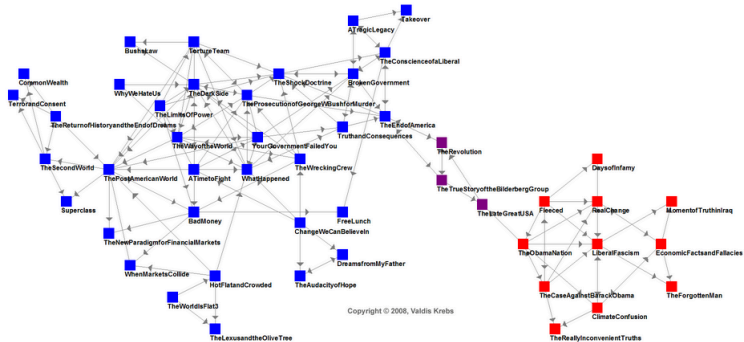 Takeover
ATragicLegacy
BushsLaw
TortureTeam
TheConscienceofaLiberal
CommonWealth
TheShockDoctrine
BrokenGovernment
WhyWeHateUs
TheDarkSide
TerrorandConsent
TheLimitsOfPower
TheProsecutionofGeorgeWBushforMurder
TheReturnofHistoryandtheEndofDreams
TheEndofAmerica
TheWayoftheWorld
YourGovernmentFailedYou
TruthandConsequences
TheRevolution
TheSecondWorld
ThePostAmericanWorld
ATimetoFight
WhatHappened
TheWreckingCrew
DaysofInfamy
TheTrueStoryoftheBilderbergGroup
Superclass
BadMoney
FreeLunch
TheLateGreatUSA
Fleeced
RealChange
MomentofTruthinIraq
ChangeWeCanBelieveIn
TheNewParadigmforFinancialMarkets
TheObamaNation
LiberalFascism
EconomicFactsandFallacies
DreamsfromMyFather
WhenMarketsCollide
HotFlatandCrowded
TheAudacityofHope
TheCaseAgainstBarackObama
TheForgottenMan
TheWorldisFlat3
Copyright © 2008, Valdis Krebs
ClimateConfusion
TheLexusandtheOliveTree
TheReallyInconvenientTruths